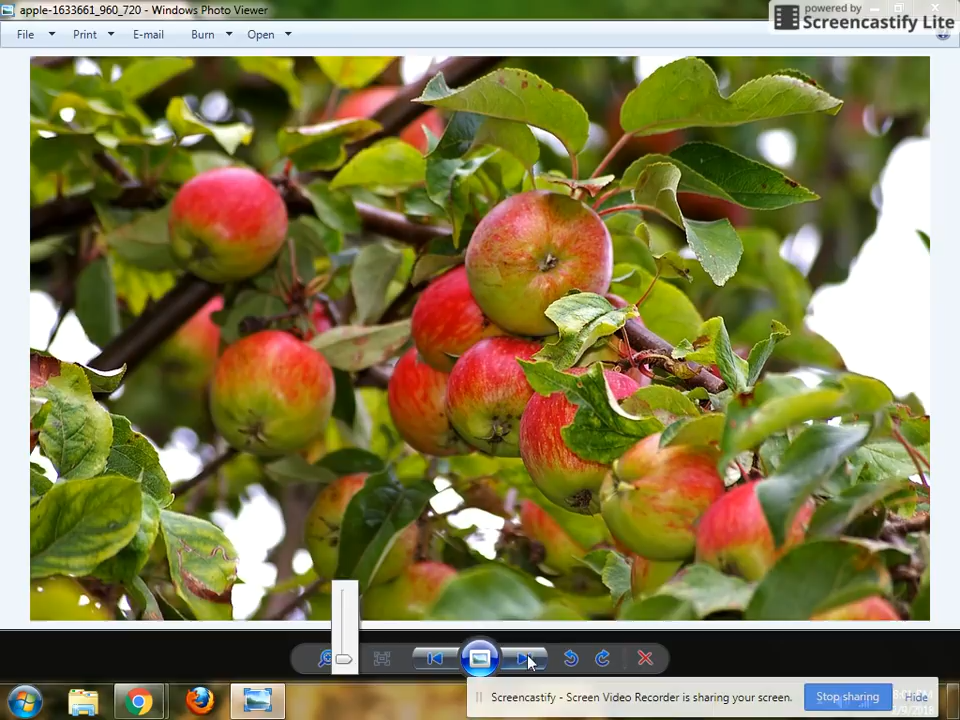 apple-1633661_960_720 - Windows Photo Viewer
powered by
Screencastify Lite
File Print E-mail Burn Open
Screencastify - Screen Video Recorder is sharing your screen.
Stop sharing
Hide